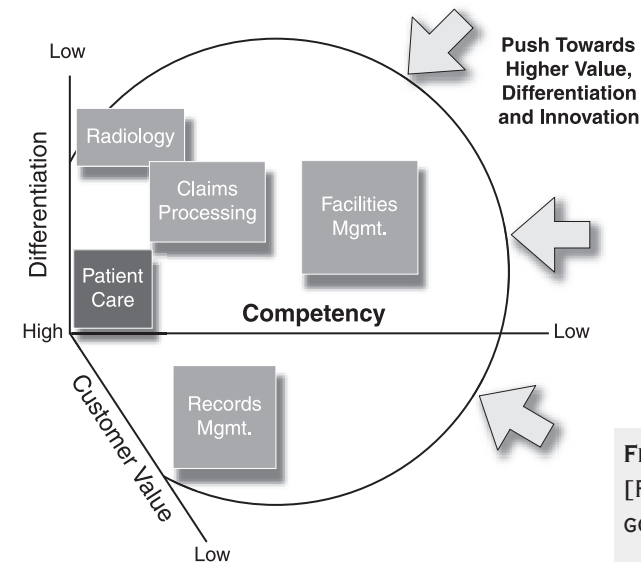 Low
Push Towards
Higher Value,
Differentiation
and Innovation
Differentiation
Radiology
Claims
Processing
Facilities
Mgmt.
Patient
Care
Competency
High
Low
Customer Value
Records
Mgmt.
Low